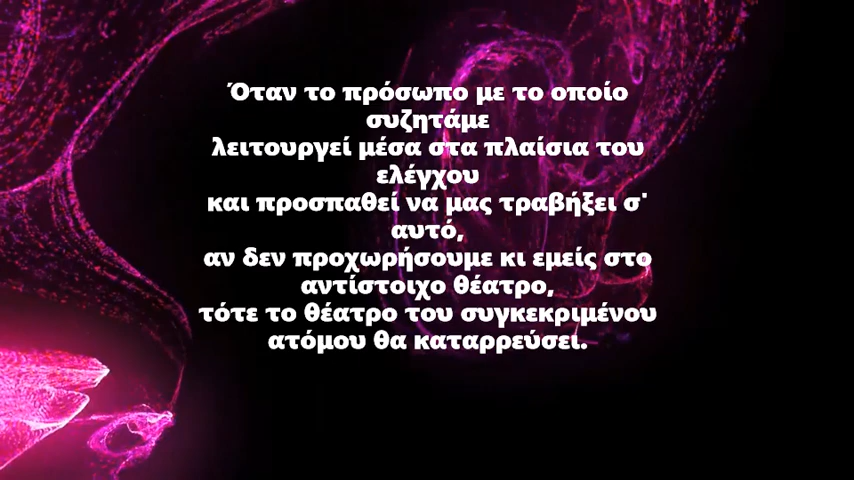 Όταν το πρόσωπο με το οποίο
συζητάμε
λειτουργεί μέσα στα πλαίσια του
ελέγχου
και προσπαθεί να μας τραβήξει σ'
αυτό,
αν δεν προχωρήσουμε κι εμείς στο
αντίστοιχο θέατρο,
τότε το θέατρο του συγκεκριμένου
ατόμου θα καταρρεύσει.